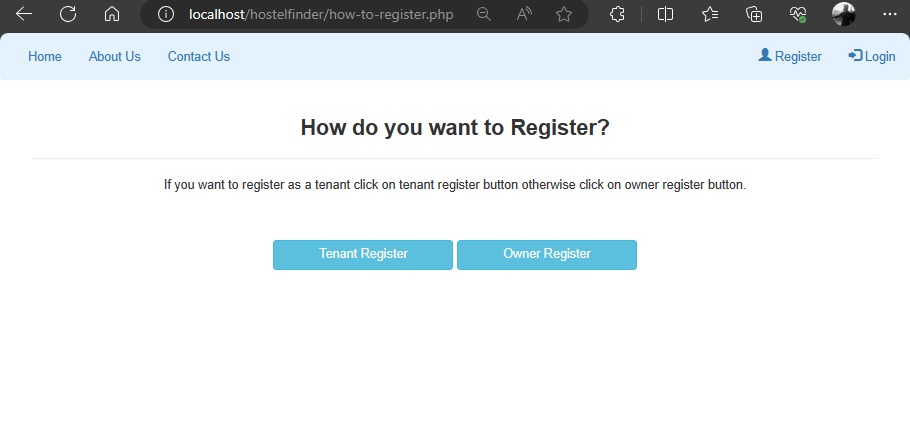 localhost/hostelfinder/how-to-register.php
Home About Us Contact Us Register Login
How do you want to Register?
If you want to register as a tenant click on tenant register button otherwise click on owner register button.
Tenant Register Owner Register